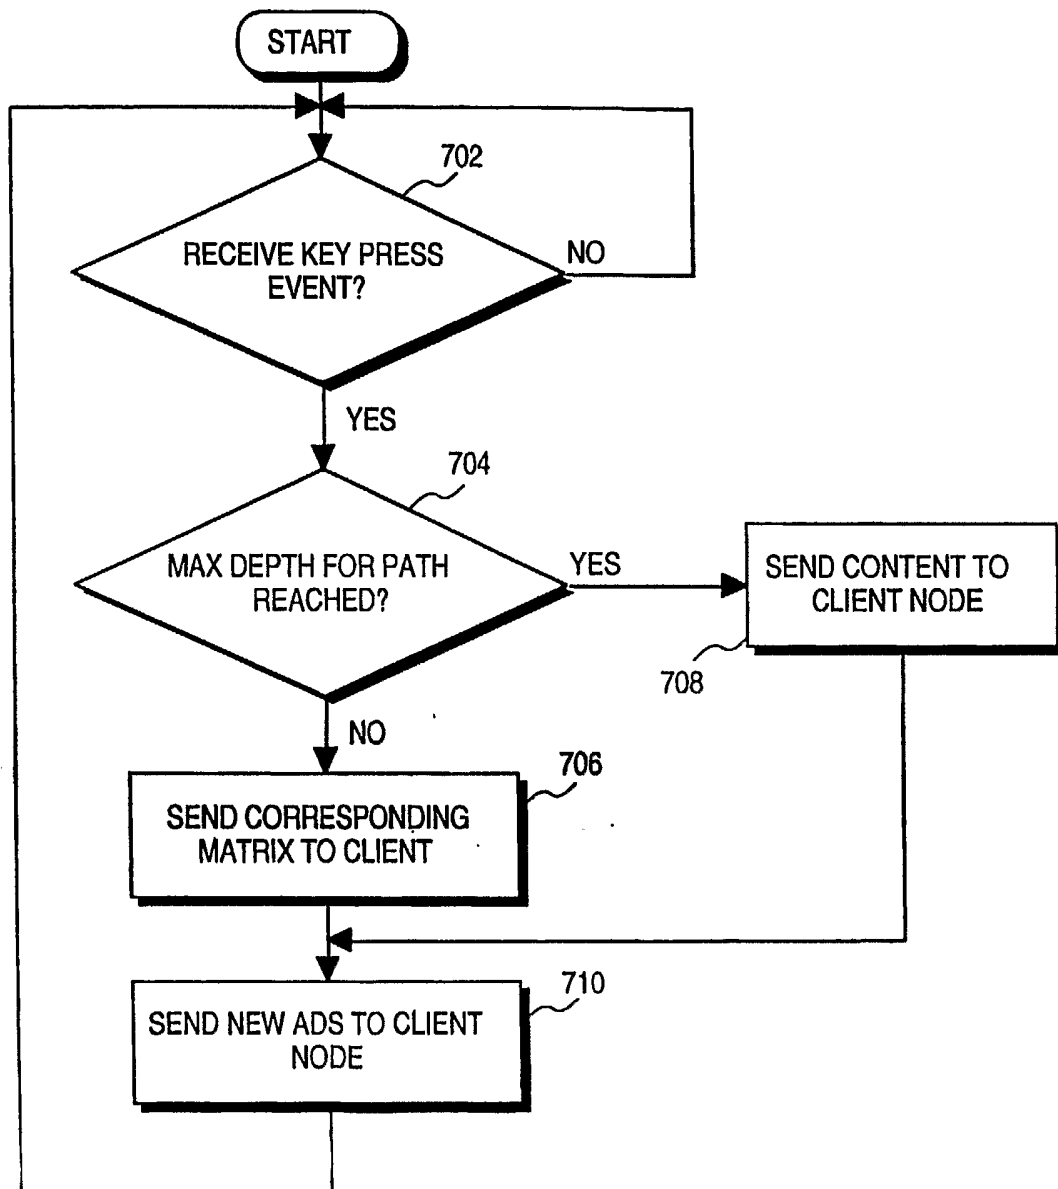 START
702
RECEIVE KEY PRESS
EVENT?
NO
YES
704
MAX DEPTH FOR PATH
REACHED?
YES
SEND CONTENT TO
CLIENT NODE
708
NO
706
SEND CORRESPONDING
MATRIX TO CLIENT
710
SEND NEW ADS TO CLIENT
NODE